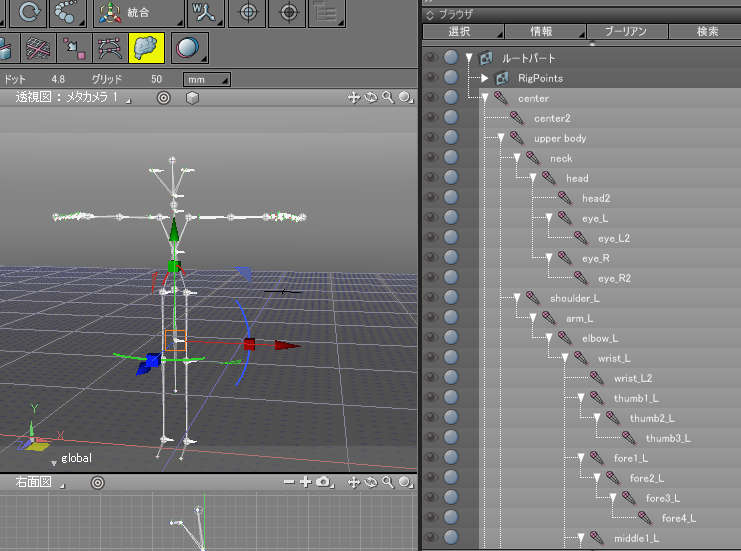 統合
ドット 4.8 グリッド 50 mm
透視図：メタカメラ 1
Y
X
global
右面図
ブラウザ
選択 情報 ブーリアン 検索
ルートパート
RigPoints
center
center2
upper body
neck
head
head2
eye_L
eye_L2
eye_R
eye_R2
shoulder_L
arm_L
elbow_L
wrist_L
wrist_L2
thumb1_L
thumb2_L
thumb3_L
fore1_L
fore2_L
fore3_L
fore4_L
middle1_L